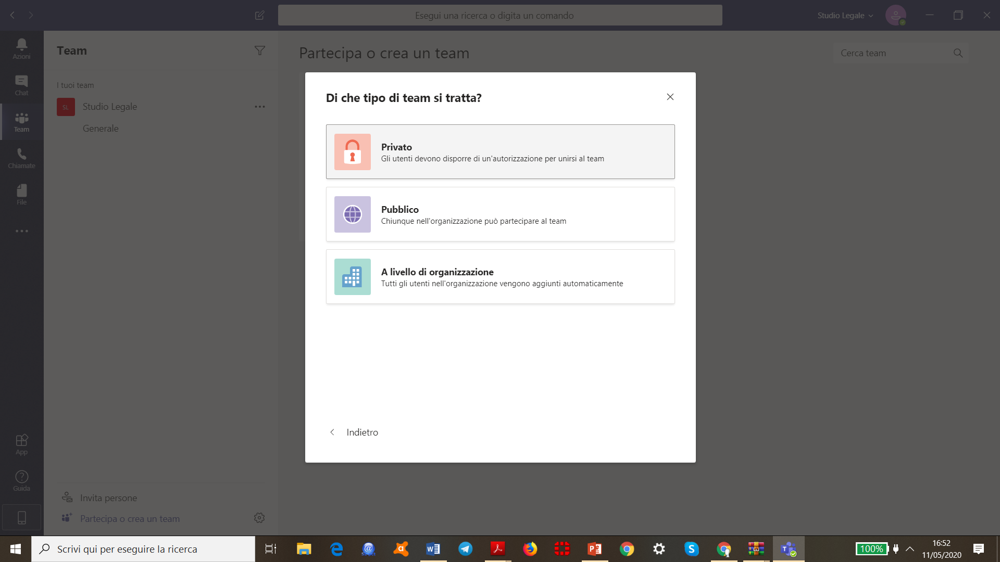 Esegui una ricerca o digita un comando
Studio Legale
Azioni
Chat
Team
Chiamate
File
App
Guida
Team
I tuoi team
SL
Studio Legale
Generale
Invita persone
Partecipa o crea un team
Partecipa o crea un team
Cerca team
Di che tipo di team si tratta?
Privato
Gli utenti devono disporre di un'autorizzazione per unirsi al team
Pubblico
Chiunque nell'organizzazione può partecipare al team
A livello di organizzazione
Tutti gli utenti nell'organizzazione vengono aggiunti automaticamente
Indietro
Scrivi qui per eseguire la ricerca
100%
16:52
11/05/2020